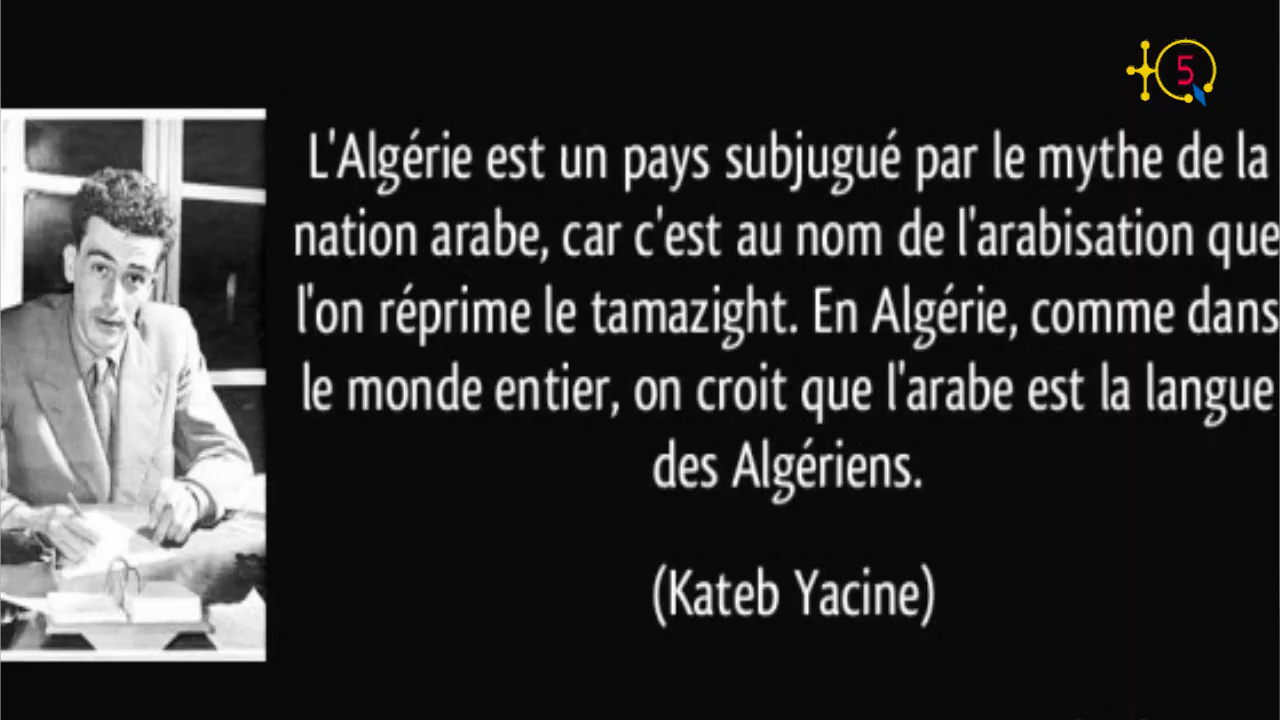 5
L'Algérie est un pays subjugué par le mythe de la
nation arabe, car c'est au nom de l'arabisation que
l'on réprime le tamazight. En Algérie, comme dans
le monde entier, on croit que l'arabe est la langue
des Algériens.
(Kateb Yacine)